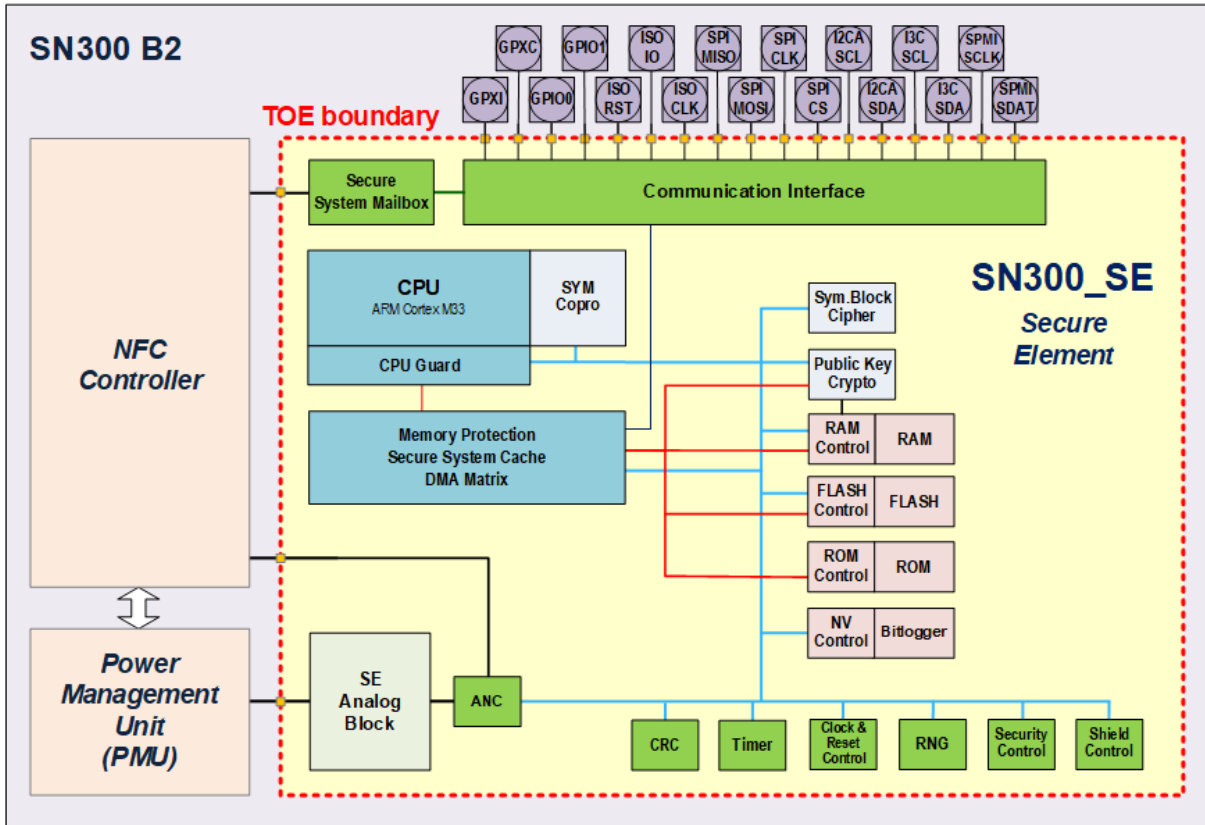 SN300 B2
GPXC
GPIO1
ISO
IO
SPI
MISO
SPI
CLK
I2CA
SCL
I3C
SCL
SPMI
SCLK
GPXI
GPIO0
ISO
RST
ISO
CLK
SPI
MOSI
SPI
CS
I2CA
SDA
I3C
SDA
SPMI
SDAT
TOE boundary
Secure
System Mailbox
Communication Interface
NFC
Controller
CPU
ARM Cortex M33
SYM
Copro
CPU Guard
Memory Protection
Secure System Cache
DMA Matrix
SN300_SE
Secure
Element
Sym.Block
Cipher
Public Key
Crypto
RAM
Control
RAM
FLASH
Control
FLASH
ROM
Control
ROM
NV
Control
Bitlogger
Power
Management
Unit
(PMU)
SE
Analog
Block
ANC
CRC
Timer
Clock &
Reset
Control
RNG
Security
Control
Shield
Control